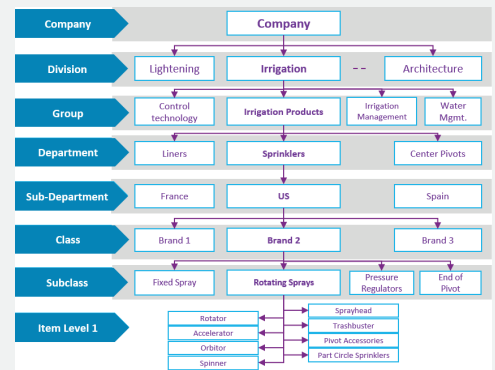 Company
Company
Division
Lightening
Irrigation
Architecture
Group
Control
technology
Irrigation Products
Irrigation
Management
Water
Mgmt.
Department
Liners
Sprinklers
Center Pivots
Sub-Department
France
US
Spain
Class
Brand 1
Brand 2
Brand 3
Subclass
Fixed Spray
Rotating Sprays
Pressure
Regulators
End of
Pivot
Item Level 1
Rotator
Accelerator
Orbitor
Spinner
Sprayhead
Trashbuster
Pivot Accessories
Part Circle Sprinklers